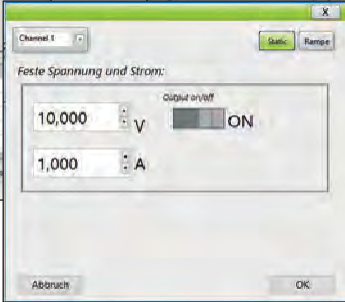 X
Channel 1
Static Rampe
Feste Spannung und Strom:
Output on/off
10,000 V ON
1,000 A
Abbruch OK